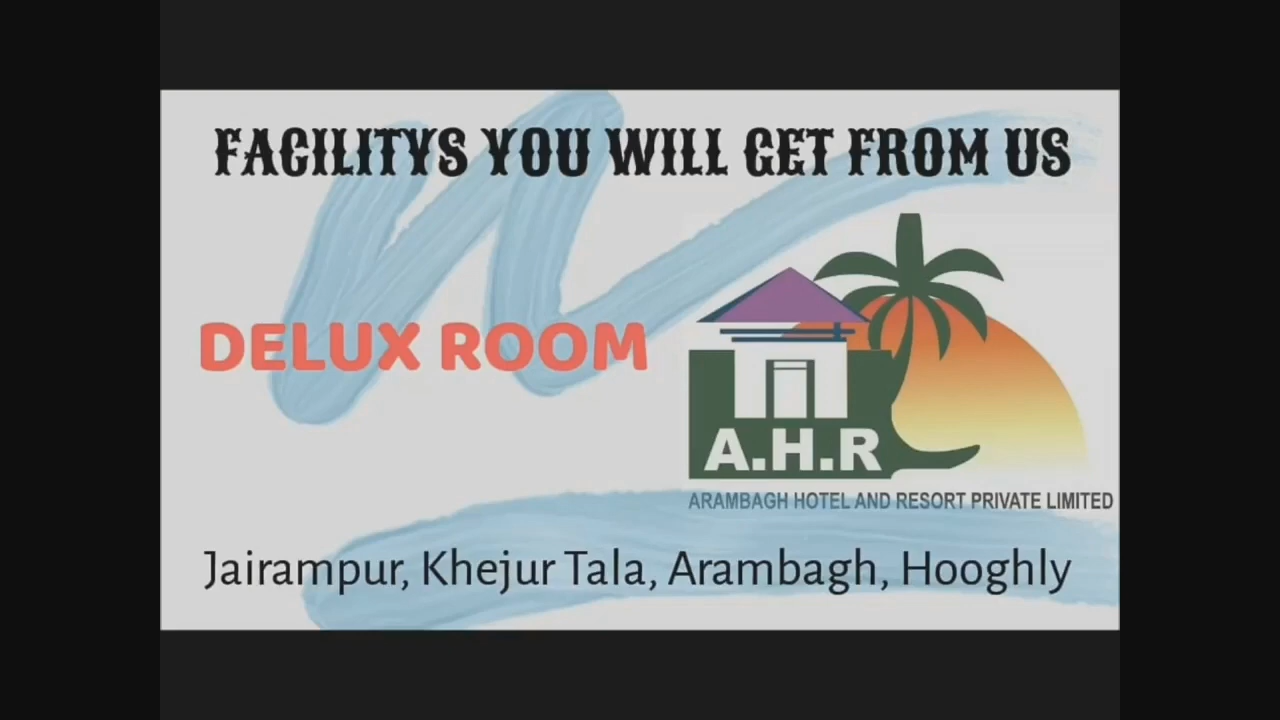 FACILITYS YOU WILL GET FROM US
DELUX ROOM
A.H.R
ARAMBAGH HOTEL AND RESORT PRIVATE LIMITED
Jairampur, Khejur Tala, Arambagh, Hooghly